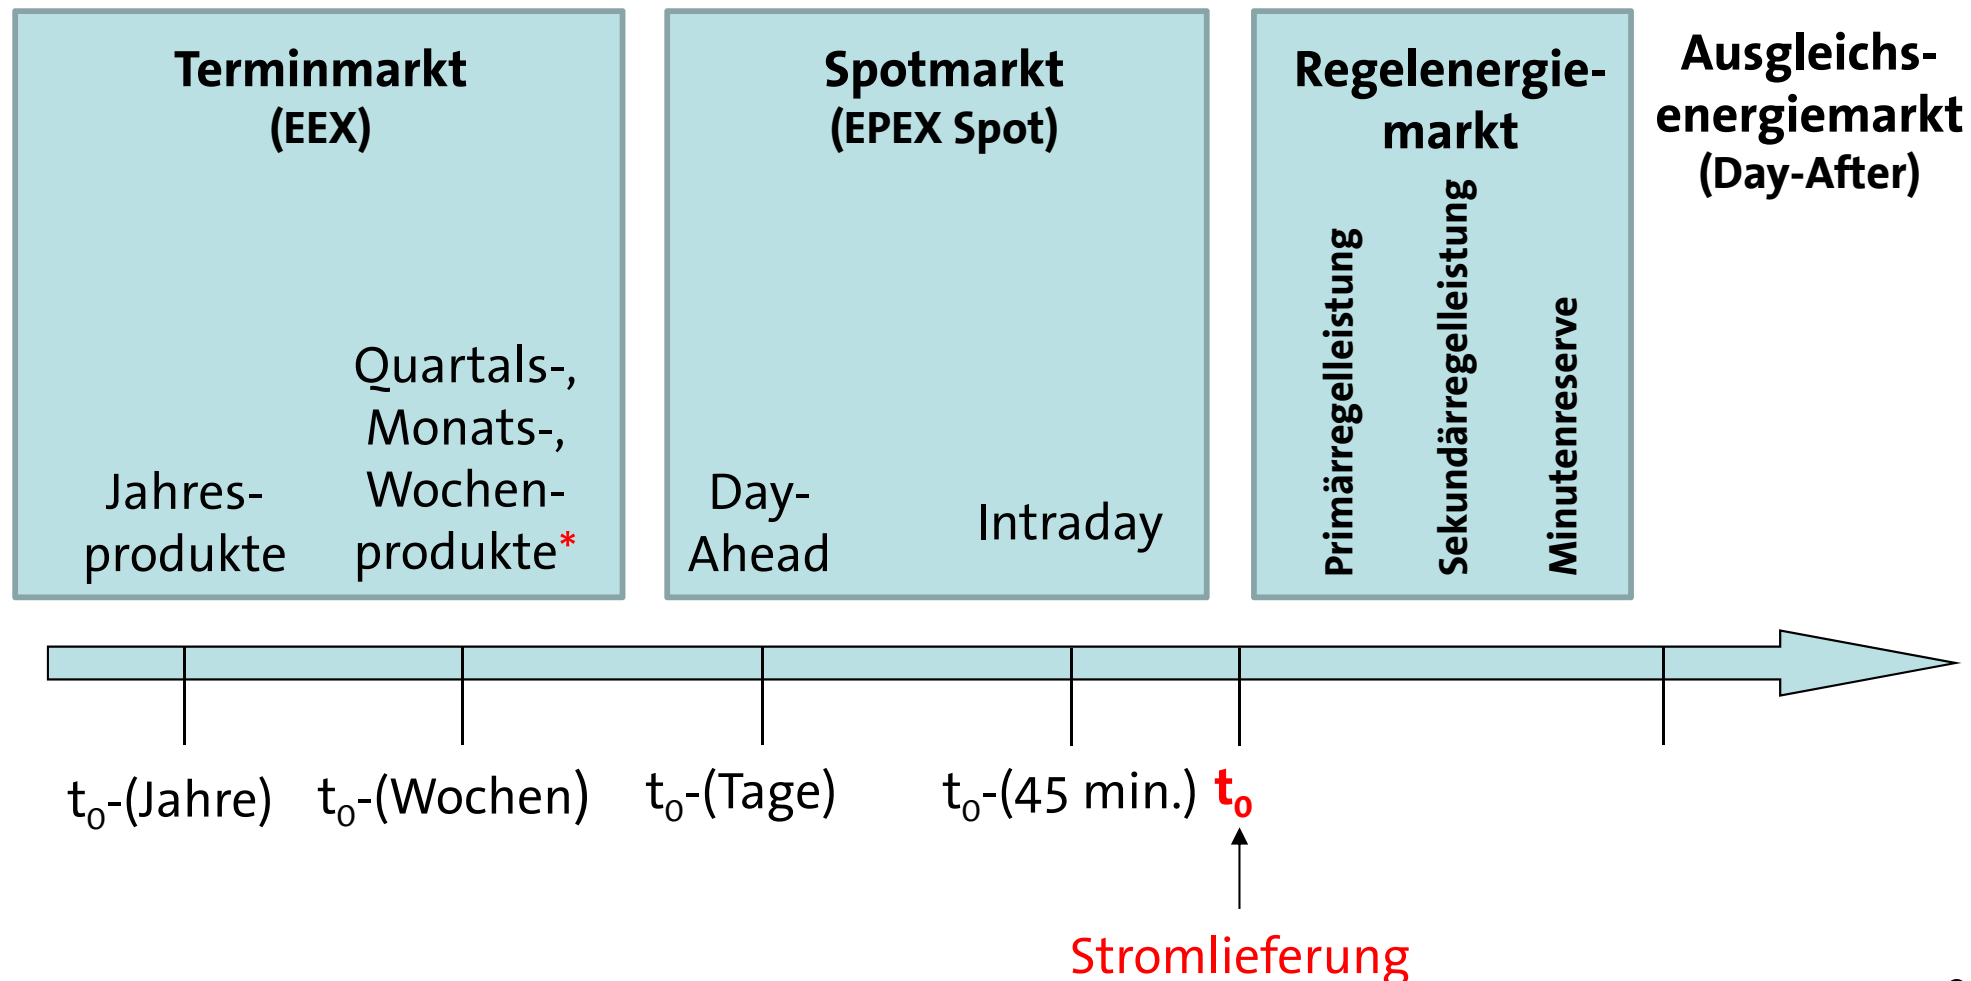 Terminmarkt
(EEX)
Jahres-
produkte
Quartals-,
Monats-,
Wochen-
produkte*
Spotmarkt
(EPEX Spot)
Day-
Ahead
Intraday
Regelenergie-
markt
Primärregelleistung
Sekundärregelleistung
Minutenreserve
Ausgleichs-
energiemarkt
(Day-After)
t₀-(Jahre)
t₀-(Wochen)
t₀-(Tage)
t₀-(45 min.)
t₀
Stromlieferung